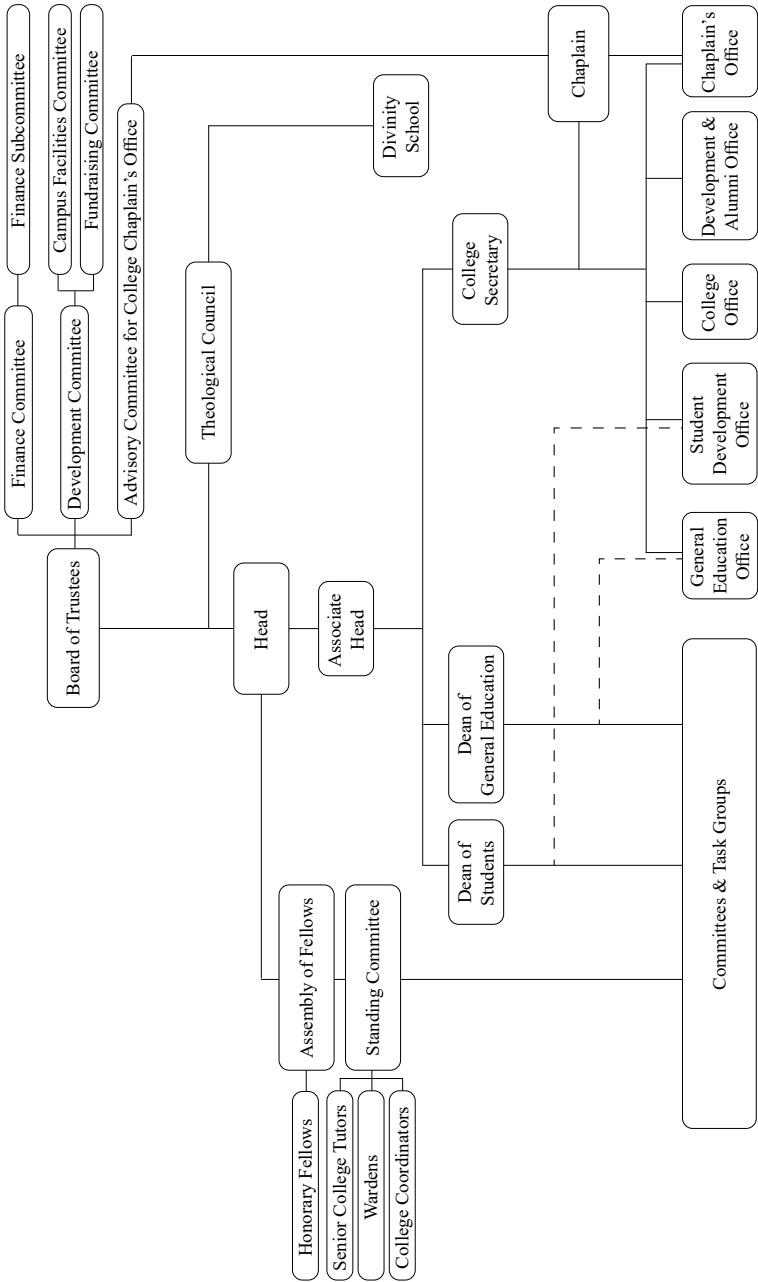 Finance Committee
Finance Subcommittee
Board of Trustees
Development Committee
Campus Facilities Committee
Fundraising Committee
Advisory Committee for College Chaplain’s Office
Theological Council
Divinity
School
Head
Associate
Head
Honorary Fellows
Assembly of Fellows
Senior College Tutors
Wardens
College Coordinators
Standing Committee
Dean of
Students
Dean of
General Education
College
Secretary
Chaplain
Committees & Task Groups
General
Education
Office
Student
Development
Office
College
Office
Development &
Alumni Office
Chaplain’s
Office